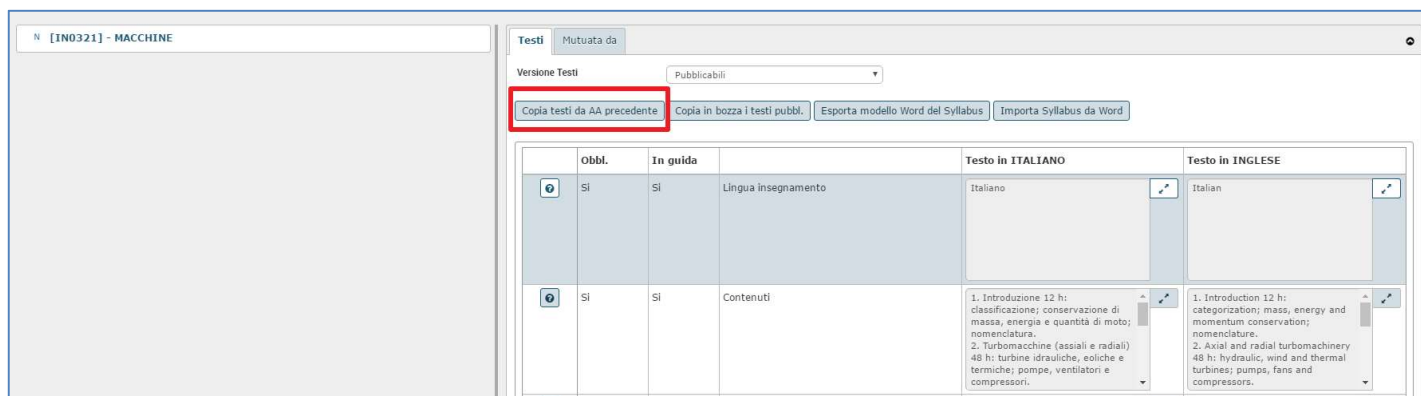 N [IN0321] - MACCHINE
Testi Mutuata da
Versione Testi Pubblicabili
Copia testi da AA precedente Copia in bozza i testi pubbl. Esporta modello Word del Syllabus Importa Syllabus da Word
Obbl. In guida Testo in ITALIANO Testo in INGLESE
Si Si Lingua insegnamento Italiano Italian
Si Si Contenuti
1. Introduzione 12 h:
classificazione; conservazione di
massa, energia e quantità di moto;
nomenclatura.
2. Turbomacchine (assiali e radiali)
48 h: turbine idrauliche, eoliche e
termiche; pompe, ventilatori e
compressori.
1. Introduction 12 h:
categorization; mass, energy and
momentum conservation;
nomenclature.
2. Axial and radial turbomachinery
48 h: hydraulic, wind and thermal
turbines; pumps, fans and
compressors.